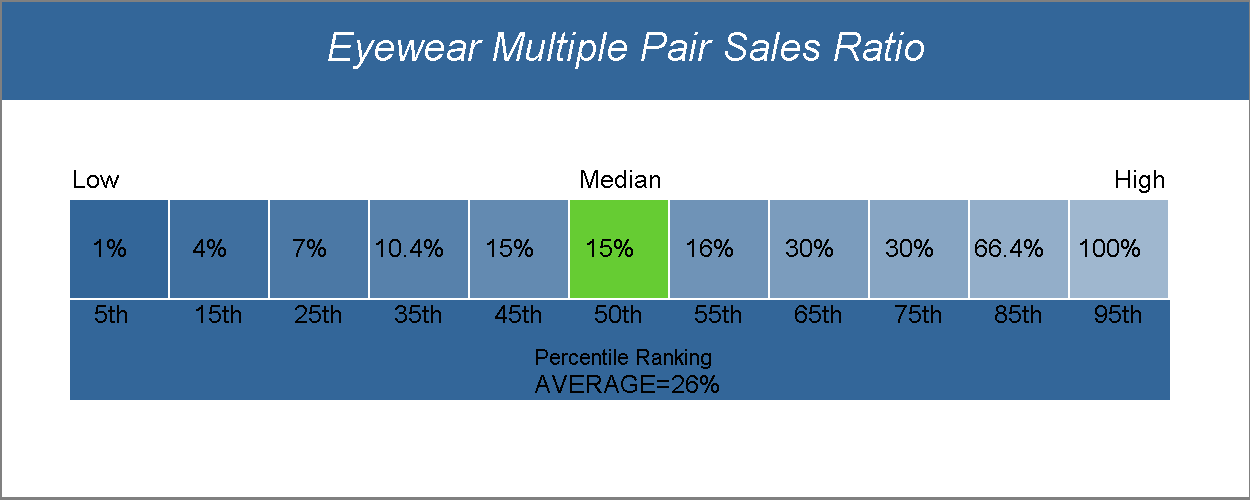 Eyewear Multiple Pair Sales Ratio
Low Median High
1% 4% 7% 10.4% 15% 15% 16% 30% 30% 66.4% 100%
5th 15th 25th 35th 45th 50th 55th 65th 75th 85th 95th
Percentile Ranking
AVERAGE=26%